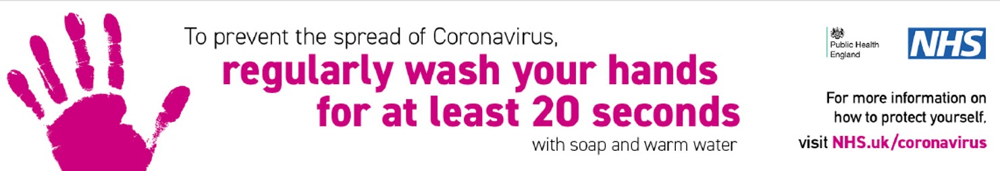 To prevent the spread of Coronavirus,
regularly wash your hands
for at least 20 seconds
with soap and warm water
Public Health
England
NHS
For more information on
how to protect yourself,
visit NHS.uk/coronavirus